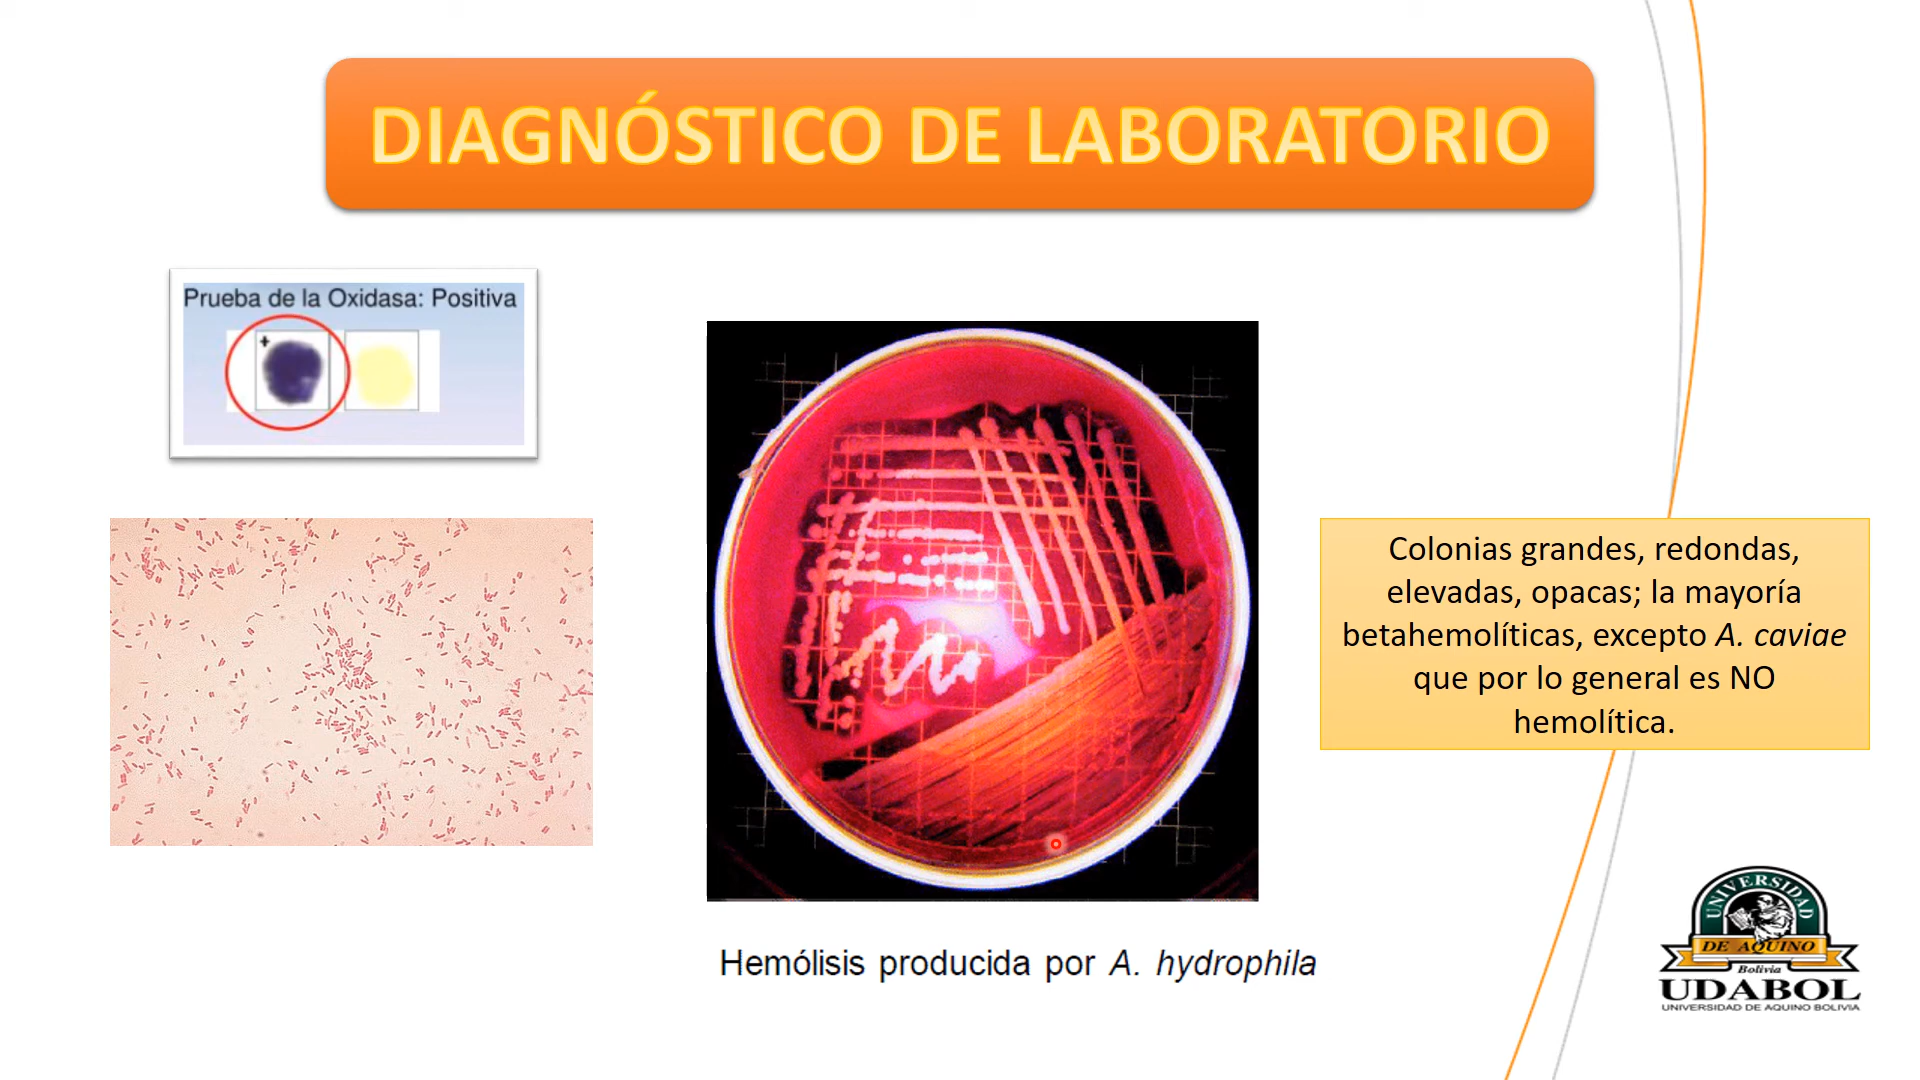 DIAGNÓSTICO DE LABORATORIO
Prueba de la Oxidasa: Positiva
+
Colonias grandes, redondas,
elevadas, opacas; la mayoría
betahemolíticas, excepto A. caviae
que por lo general es NO
hemolítica.
Hemólisis producida por A. hydrophila
UNIVERSIDAD
DE AQUINO
Bolivia
UDABOL
UNIVERSIDAD DE AQUINO BOLIVIA